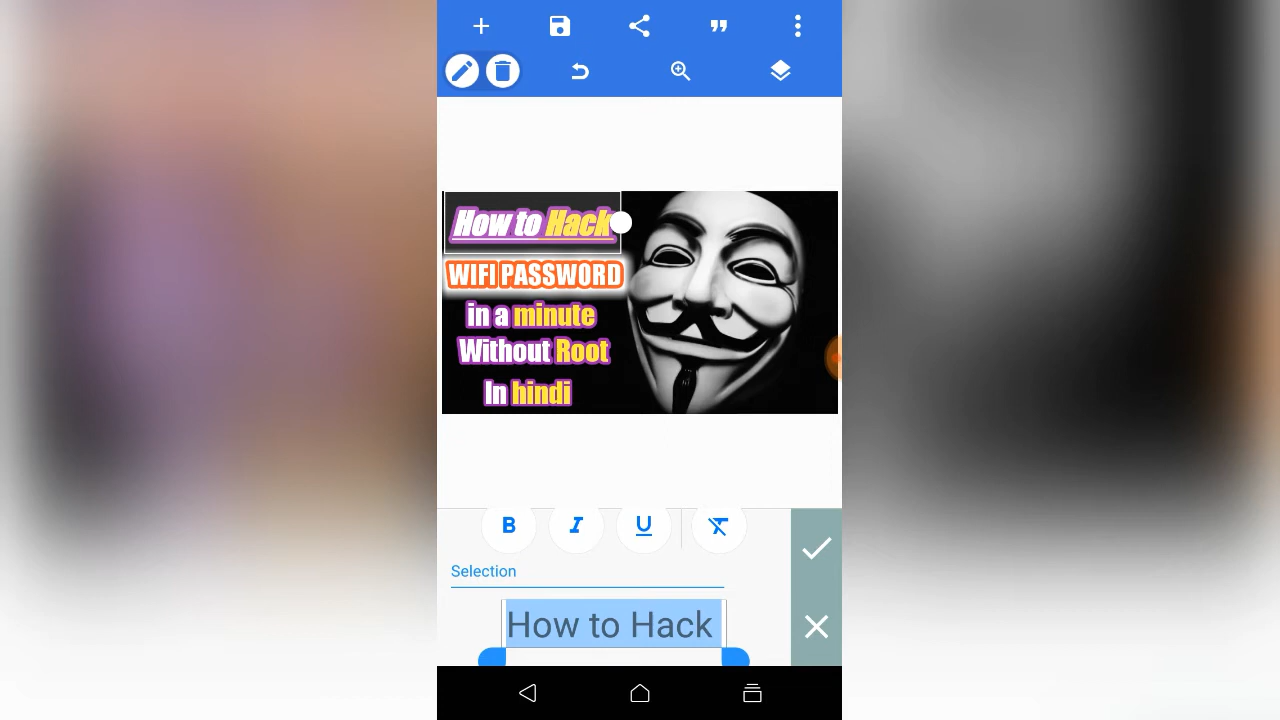 How to Hack
WIFI PASSWORD
in a minute
Without Root
In hindi
B I U
Selection
How to Hack